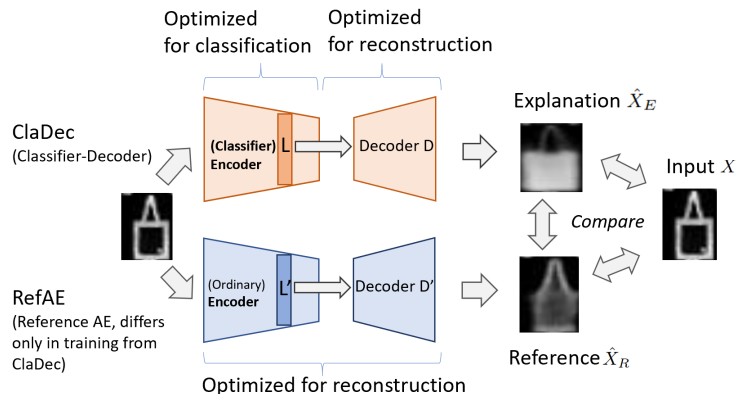 Optimized
for classification
Optimized
for reconstruction
ClaDec
(Classifier-Decoder)
(Classifier)
Encoder
L
Decoder D
Explanation X̂_E
Input X
Compare
RefAE
(Reference AE, differs
only in training from
ClaDec)
(Ordinary)
Encoder
L'
Decoder D'
Reference X̂_R
Optimized for reconstruction